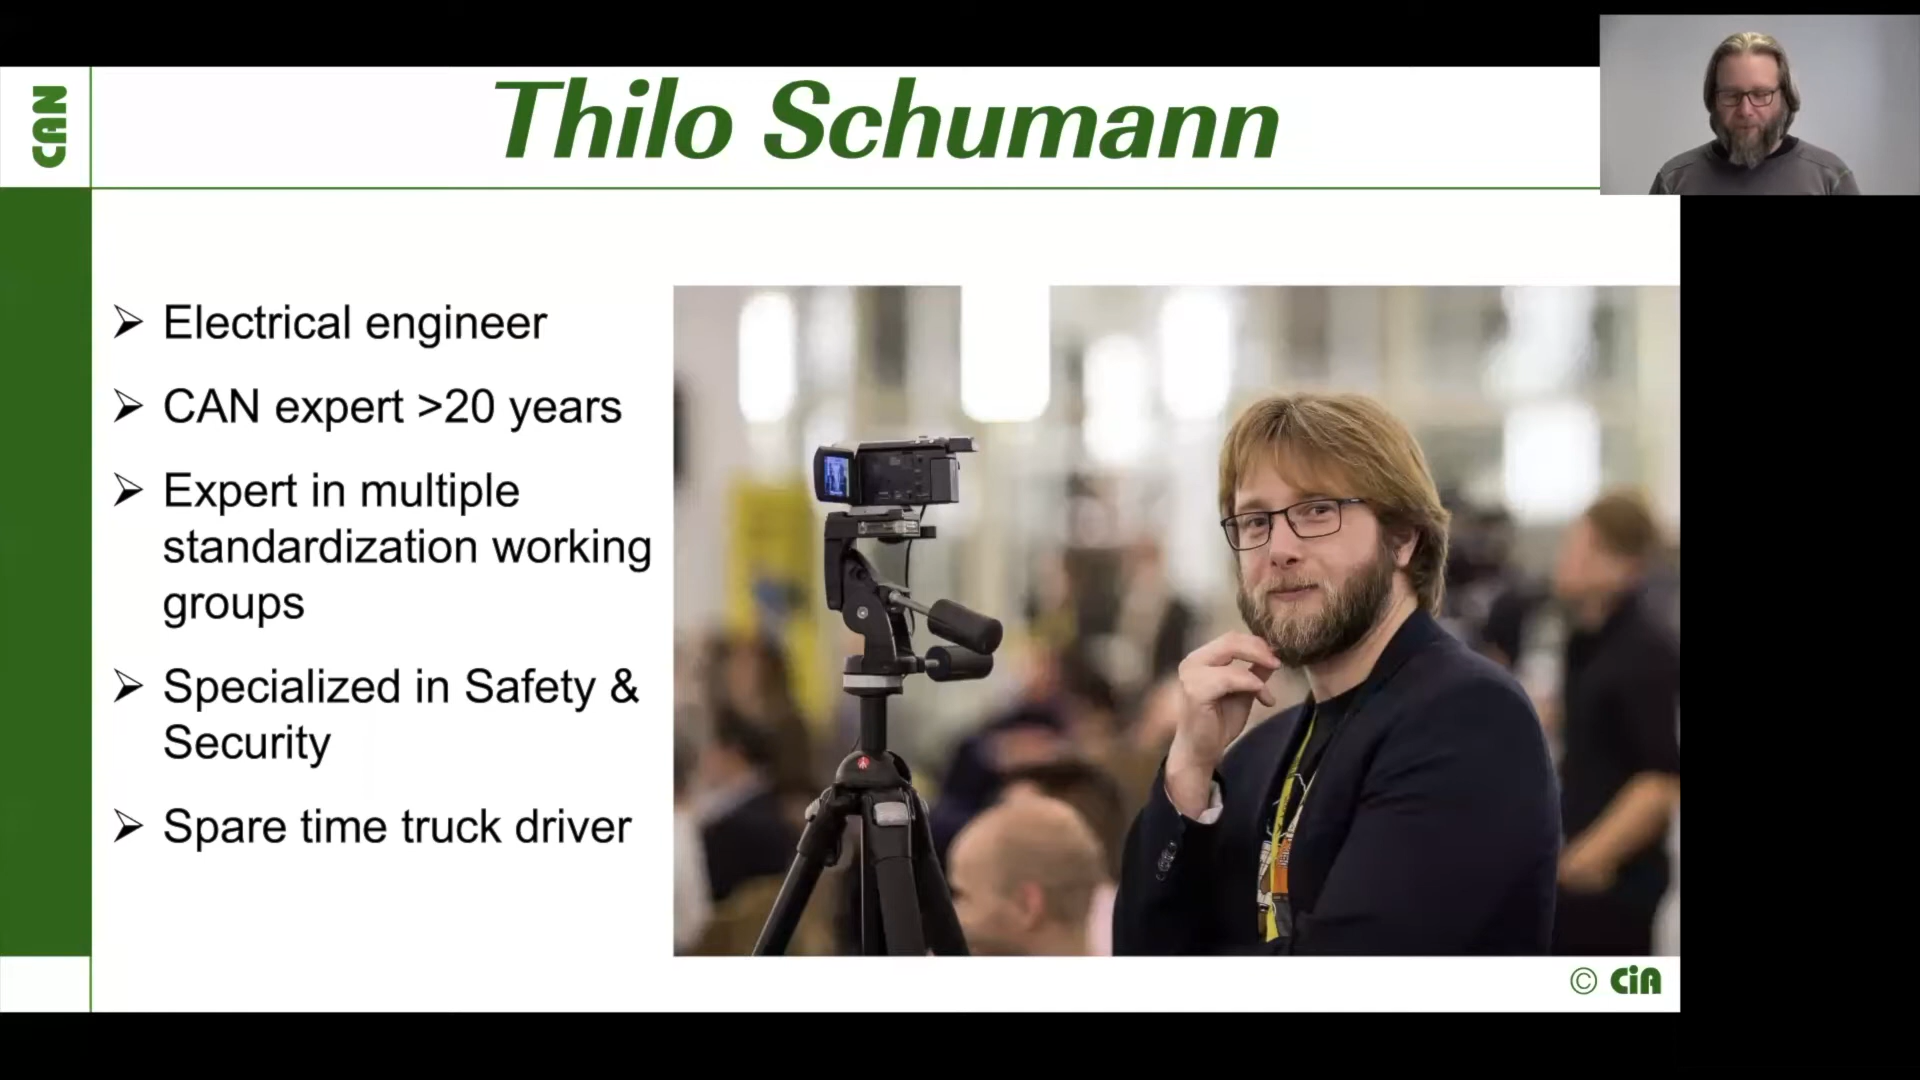 CAN
Thilo Schumann
➢ Electrical engineer
➢ CAN expert >20 years
➢ Expert in multiple
standardization working
groups
➢ Specialized in Safety &
Security
➢ Spare time truck driver
© CiA